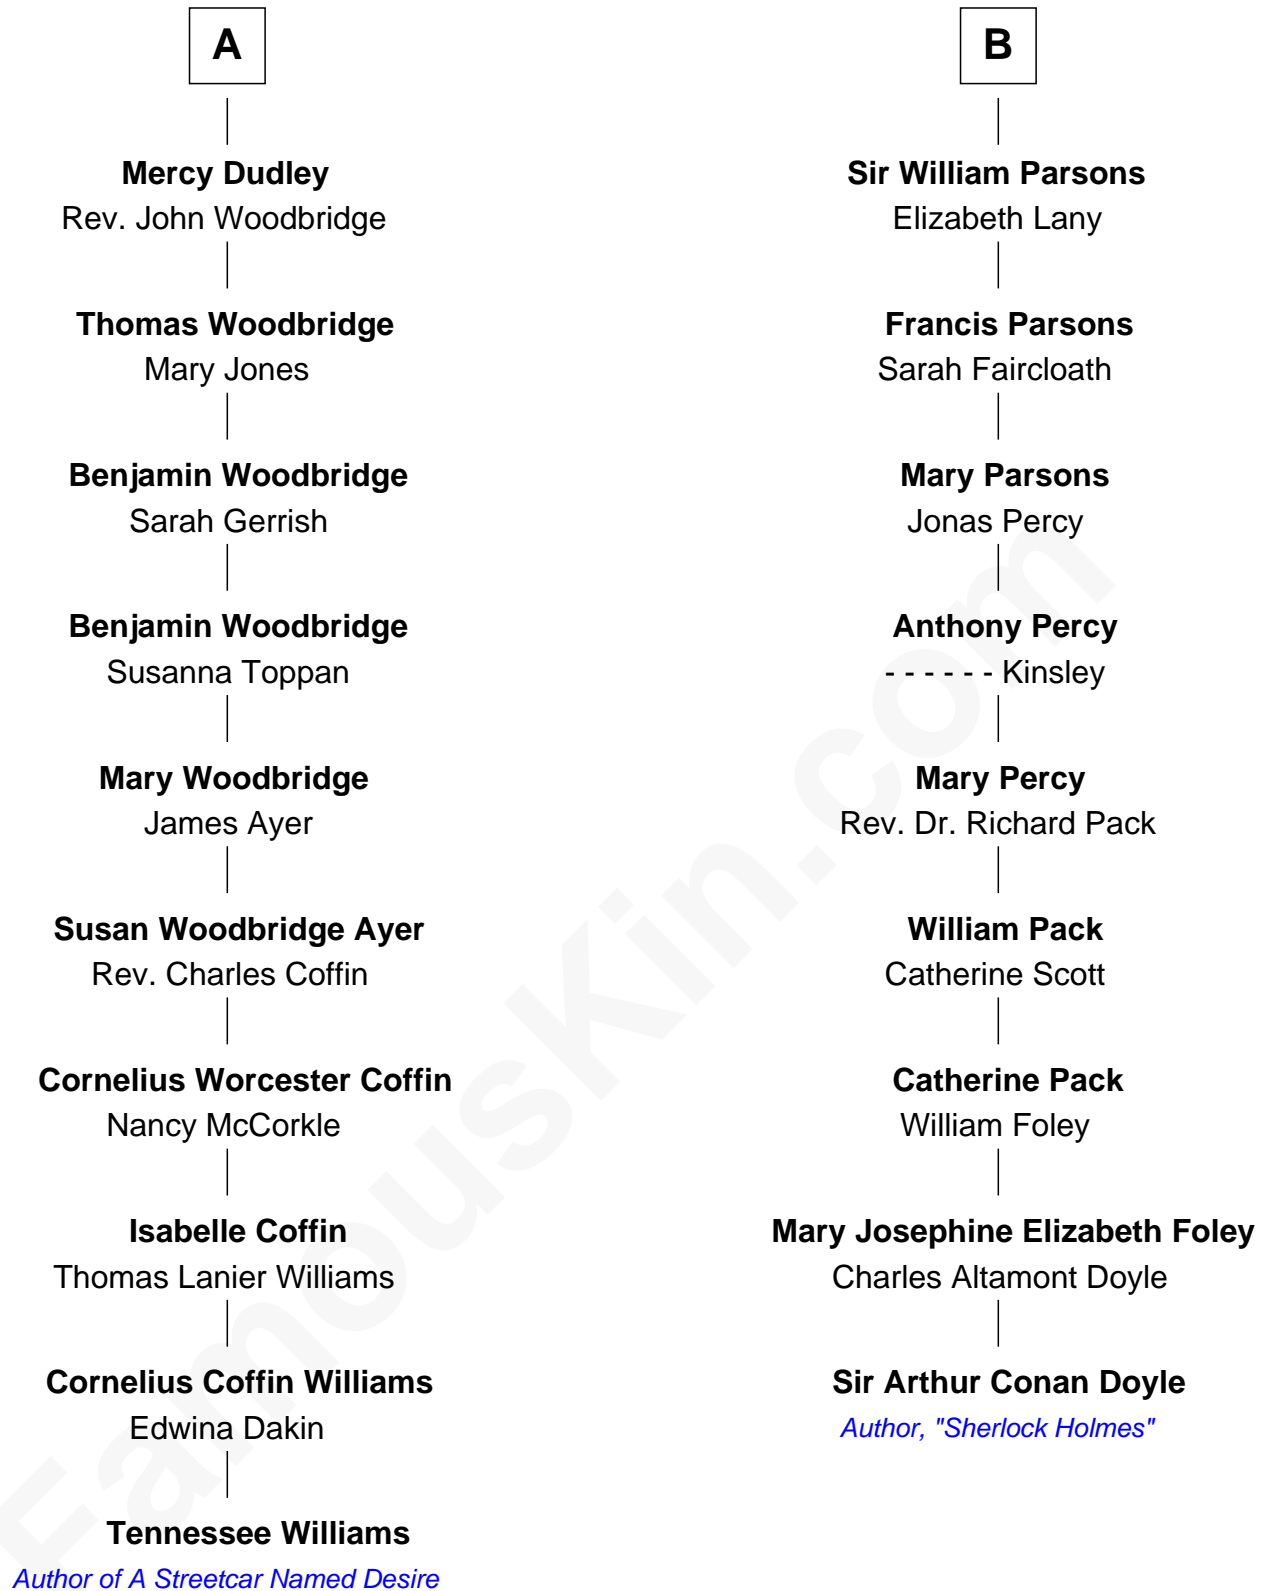 A
Mercy Dudley
Rev. John Woodbridge
Thomas Woodbridge
Mary Jones
Benjamin Woodbridge
Sarah Gerrish
Benjamin Woodbridge
Susanna Toppan
Mary Woodbridge
James Ayer
Susan Woodbridge Ayer
Rev. Charles Coffin
Cornelius Worcester Coffin
Nancy McCorkle
Isabelle Coffin
Thomas Lanier Williams
Cornelius Coffin Williams
Edwina Dakin
Tennessee Williams
Author of A Streetcar Named Desire
B
Sir William Parsons
Elizabeth Lany
Francis Parsons
Sarah Faircloath
Mary Parsons
Jonas Percy
Anthony Percy
- - - - - - Kinsley
Mary Percy
Rev. Dr. Richard Pack
William Pack
Catherine Scott
Catherine Pack
William Foley
Mary Josephine Elizabeth Foley
Charles Altamont Doyle
Sir Arthur Conan Doyle
Author, "Sherlock Holmes"
FamousKin.com